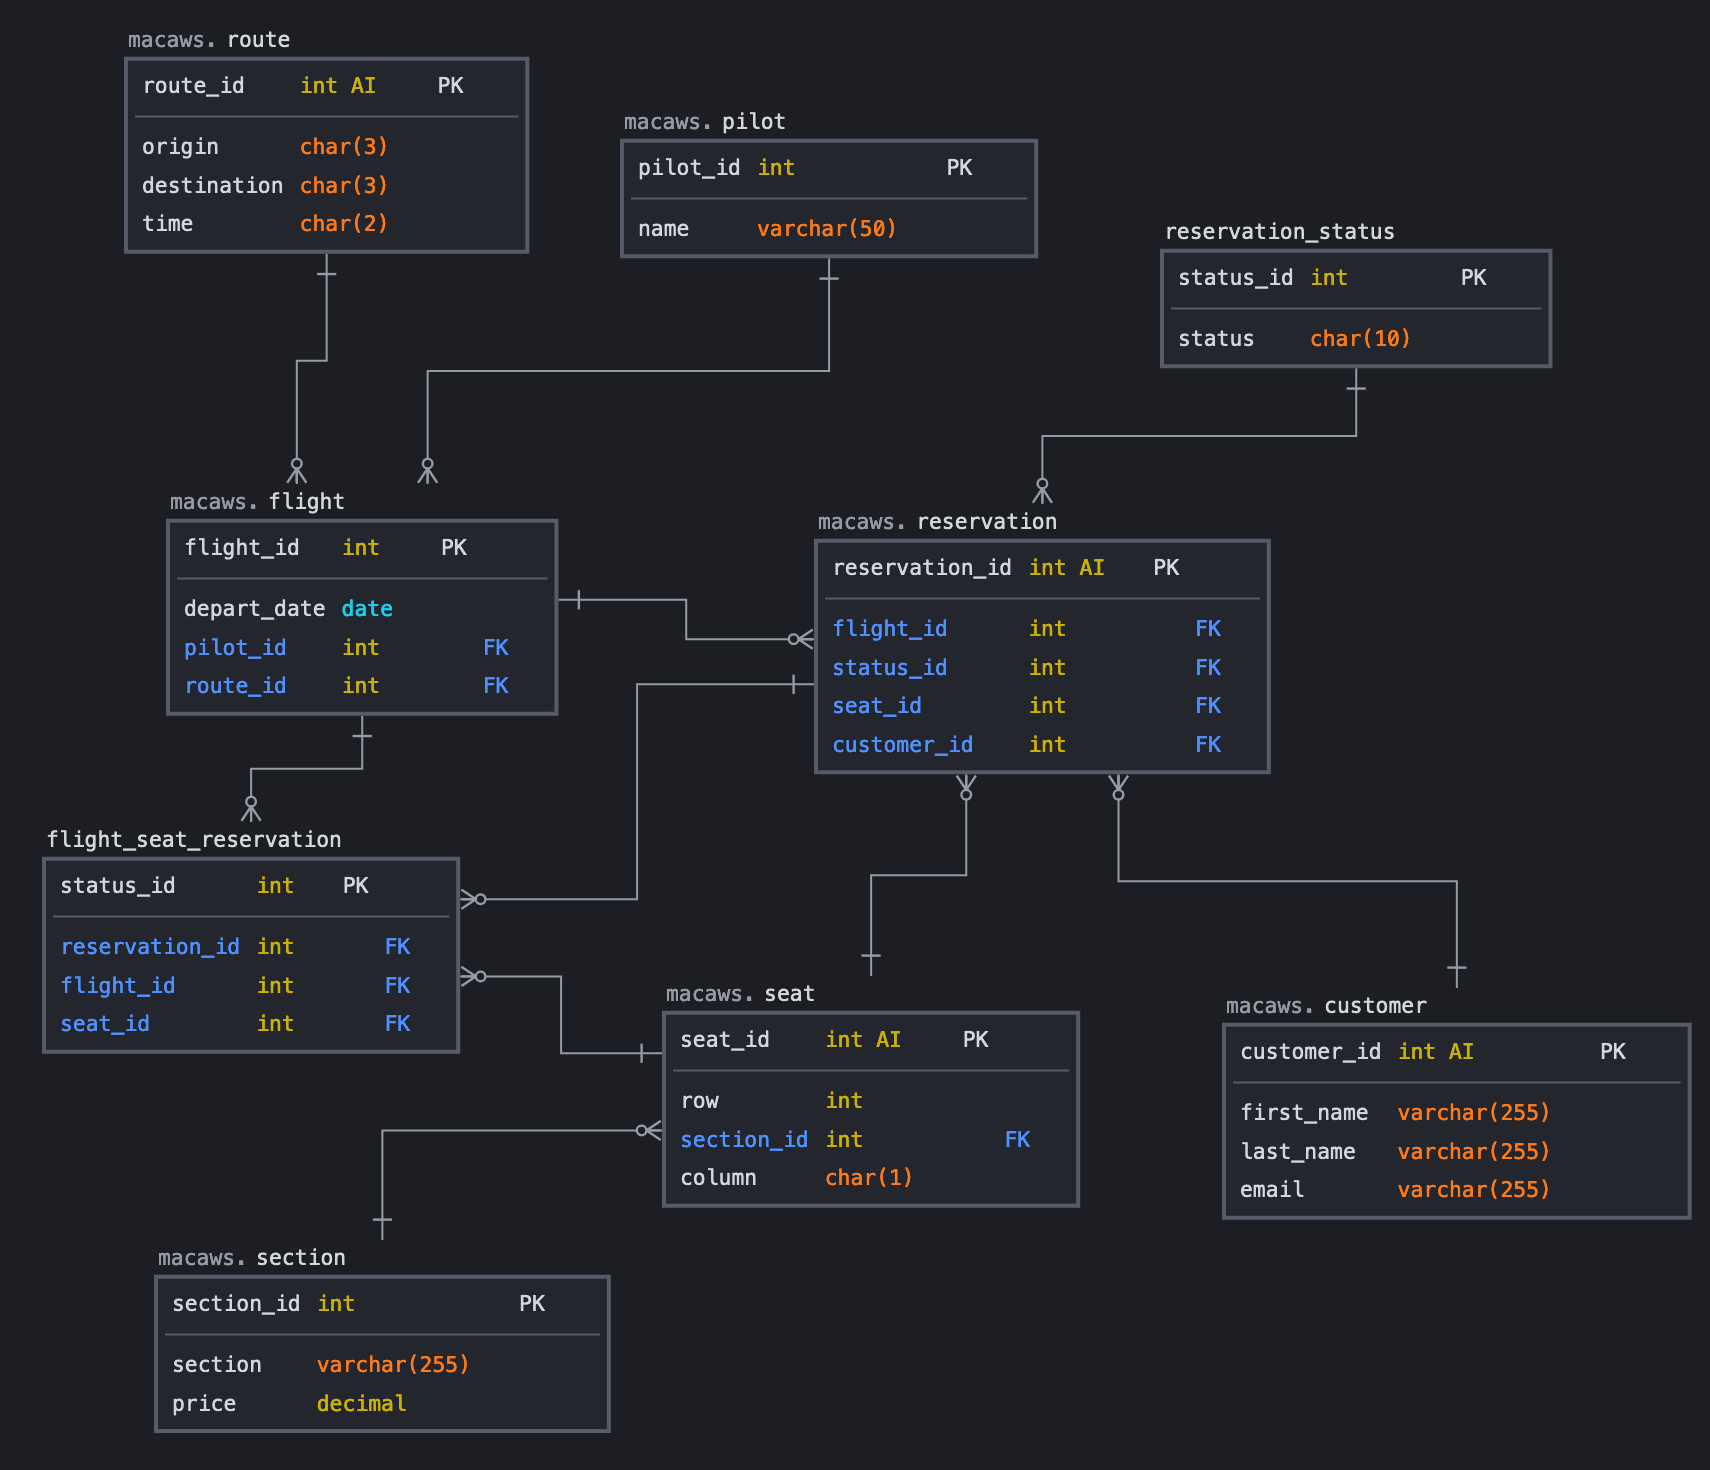 macaws. route
route_id int AI PK
origin char(3)
destination char(3)
time char(2)
macaws. pilot
pilot_id int PK
name varchar(50)
reservation_status
status_id int PK
status char(10)
macaws. flight
flight_id int PK
depart_date date
pilot_id int FK
route_id int FK
macaws. reservation
reservation_id int AI PK
flight_id int FK
status_id int FK
seat_id int FK
customer_id int FK
flight_seat_reservation
status_id int PK
reservation_id int FK
flight_id int FK
seat_id int FK
macaws. seat
seat_id int AI PK
row int
section_id int FK
column char(1)
macaws. customer
customer_id int AI PK
first_name varchar(255)
last_name varchar(255)
email varchar(255)
macaws. section
section_id int PK
section varchar(255)
price decimal